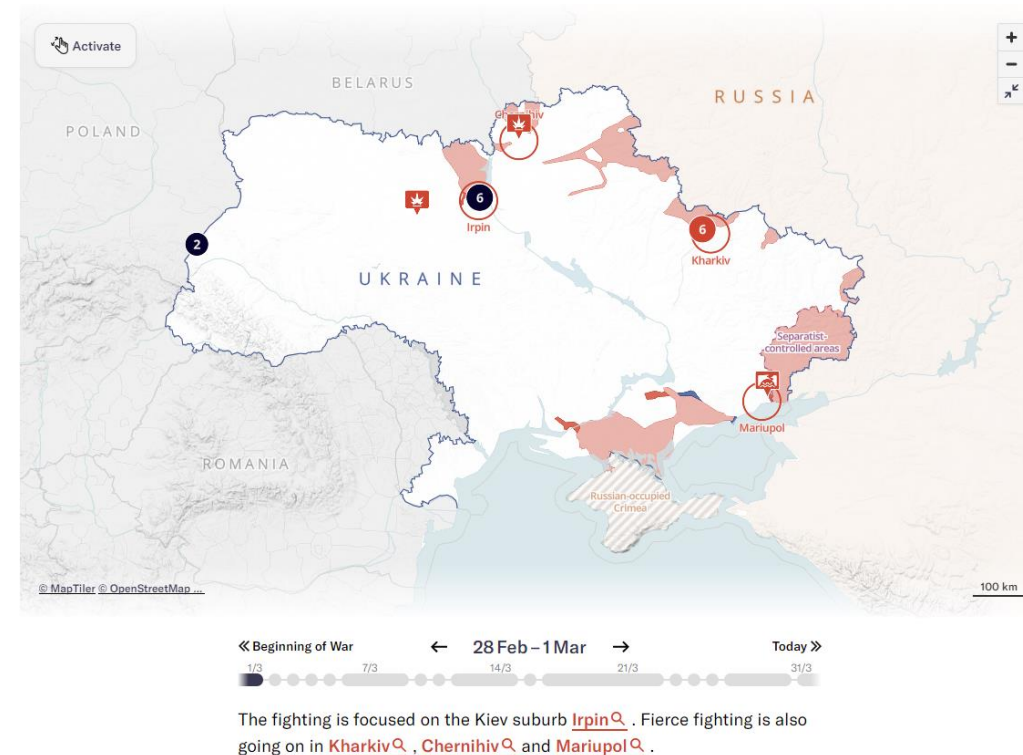 Activate
BELARUS
RUSSIA
POLAND
Chernihiv
6
Irpin
6
Kharkiv
2
UKRAINE
Separatist-
controlled areas
Mariupol
ROMANIA
Russian-occupied
Crimea
© MapTiler © OpenStreetMap ...
100 km
Beginning of War
28 Feb – 1 Mar
Today
1/3 7/3 14/3 21/3 31/3
The fighting is focused on the Kiev suburb Irpin . Fierce fighting is also
going on in Kharkiv , Chernihiv and Mariupol .